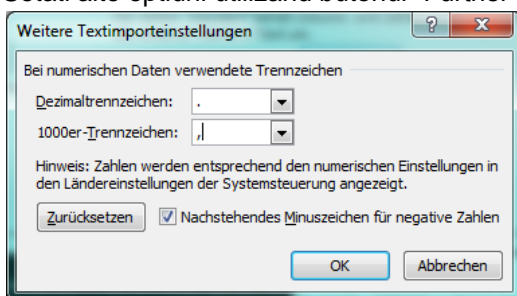 Weitere Textimporteinstellungen
Bei numerischen Daten verwendete Trennzeichen
Dezimaltrennzeichen: .
1000er-Trennzeichen: ,
Hinweis: Zahlen werden entsprechend den numerischen Einstellungen in
den Ländereinstellungen der Systemsteuerung angezeigt.
Zurücksetzen Nachstehendes Minuszeichen für negative Zahlen
OK Abbrechen